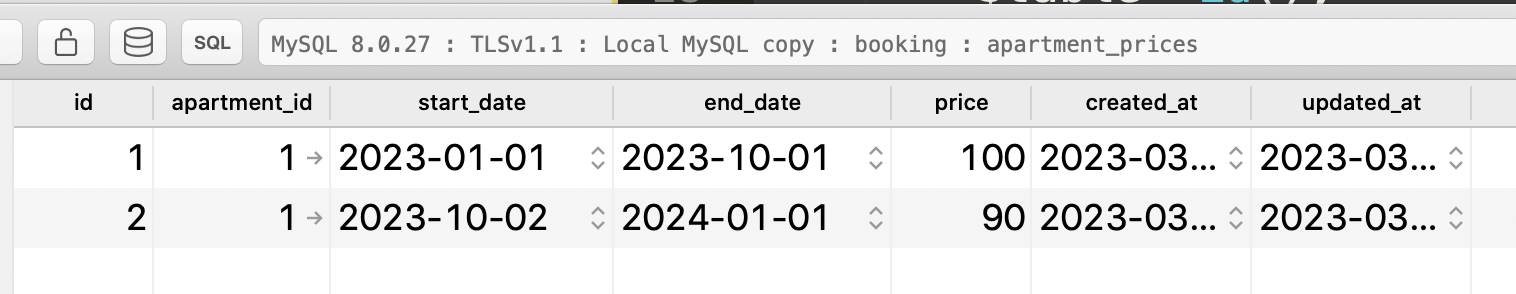 SQL MySQL 8.0.27 : TLSv1.1 : Local MySQL copy : booking : apartment_prices
id apartment_id start_date end_date price created_at updated_at
1 1 → 2023-01-01 2023-10-01 100 2023-03... 2023-03...
2 1 → 2023-10-02 2024-01-01 90 2023-03... 2023-03...